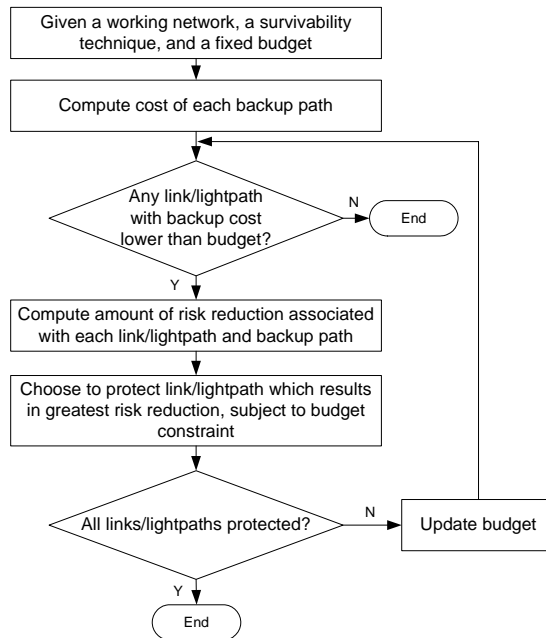 Given a working network, a survivability
technique, and a fixed budget
Compute cost of each backup path
Any link/lightpath
with backup cost
lower than budget?
N
End
Y
Compute amount of risk reduction associated
with each link/lightpath and backup path
Choose to protect link/lightpath which results
in greatest risk reduction, subject to budget
constraint
All links/lightpaths protected?
N
Update budget
Y
End